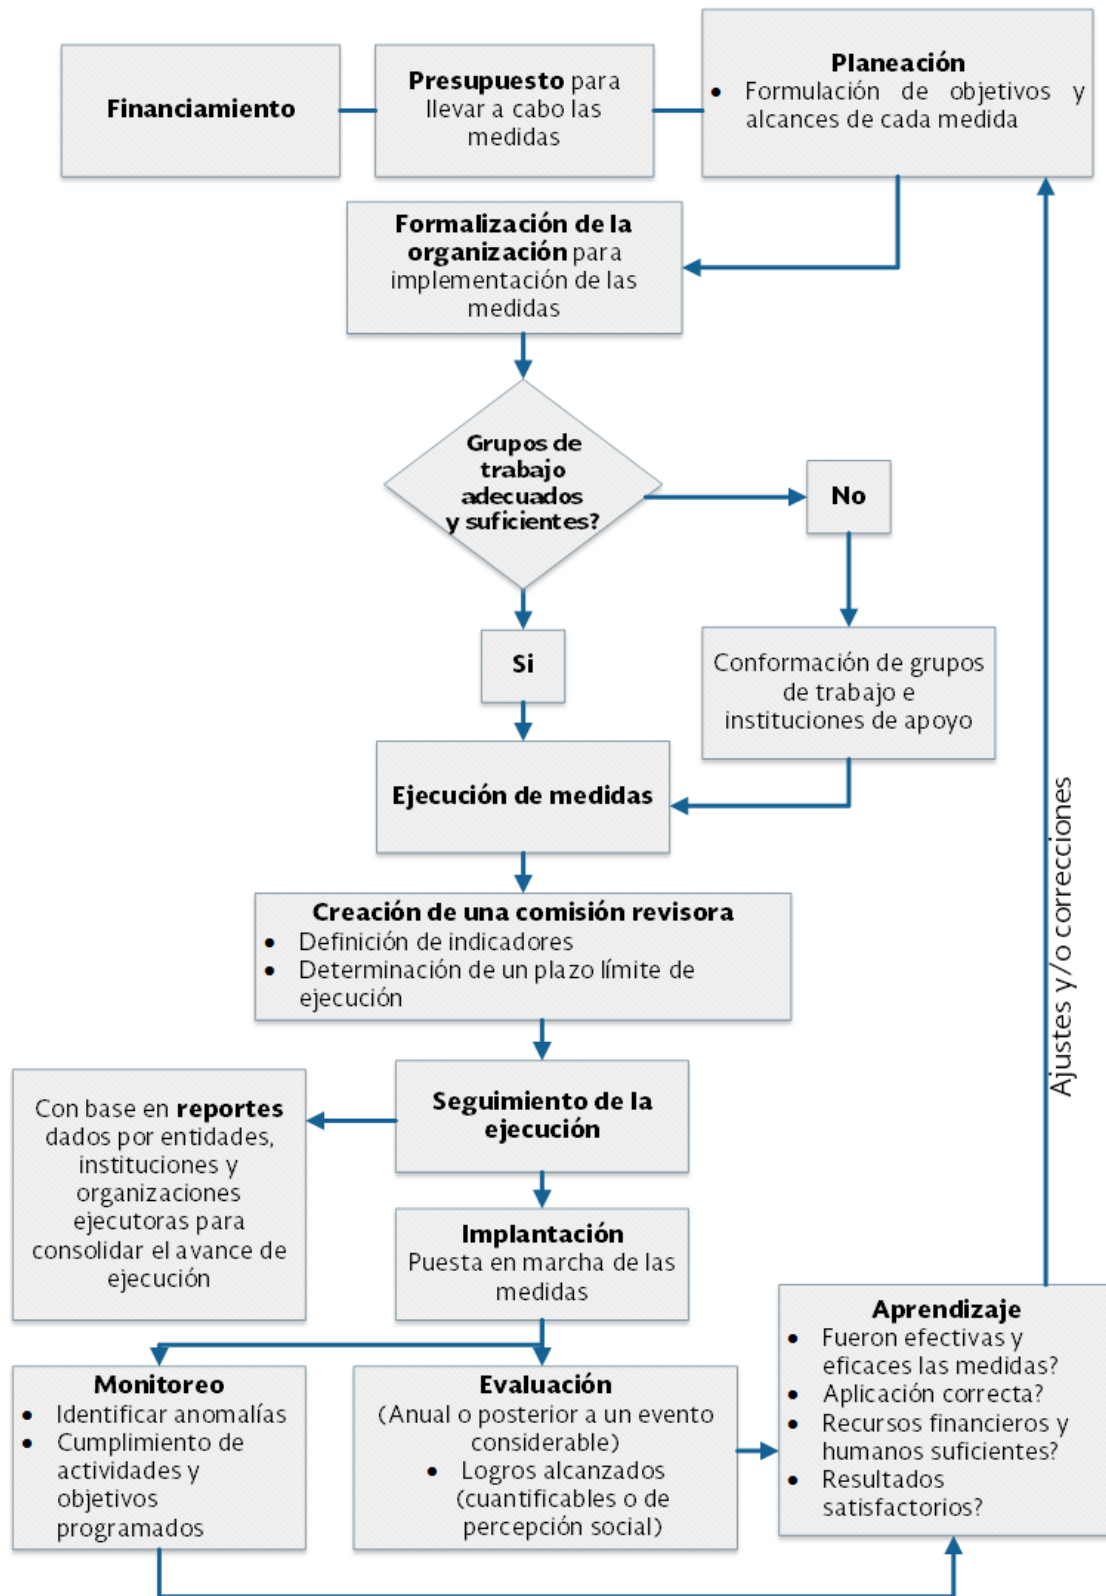 Financiamiento
Presupuesto para
llevar a cabo las
medidas
Planeación
• Formulación de objetivos y
alcances de cada medida
Formalización de la
organización para
implementación de las
medidas
Grupos de
trabajo
adecuados
y suficientes?
No
Si
Conformación de grupos
de trabajo e
instituciones de apoyo
Ejecución de medidas
Creación de una comisión revisora
• Definición de indicadores
• Determinación de un plazo límite de
ejecución
Seguimiento de la
ejecución
Con base en reportes
dados por entidades,
instituciones y
organizaciones
ejecutoras para
consolidar el avance de
ejecución
Implantación
Puesta en marcha de las
medidas
Monitoreo
• Identificar anomalías
• Cumplimiento de
actividades y
objetivos
programados
Evaluación
(Anual o posterior a un evento
considerable)
• Logros alcanzados
(cuantificables o de
percepción social)
Aprendizaje
• Fueron efectivas y
eficaces las medidas?
• Aplicación correcta?
• Recursos financieros y
humanos suficientes?
• Resultados
satisfactorios?
Ajustes y/o correcciones